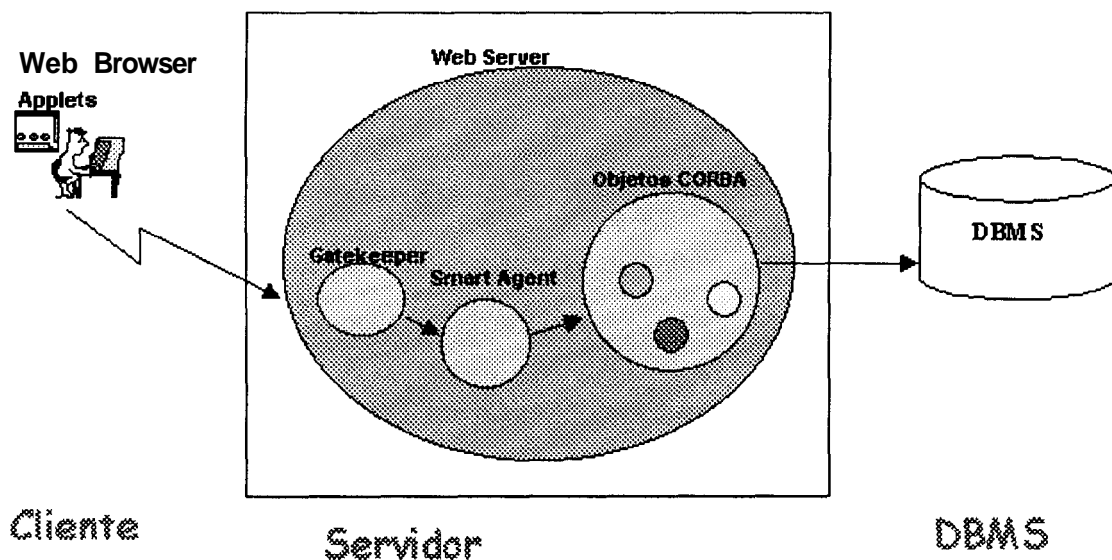 Web Browser
Applets
Web Server
Objetos CORBA
Gatekeeper
Smart Agent
DBMS
Cliente
Servidor
DBMS